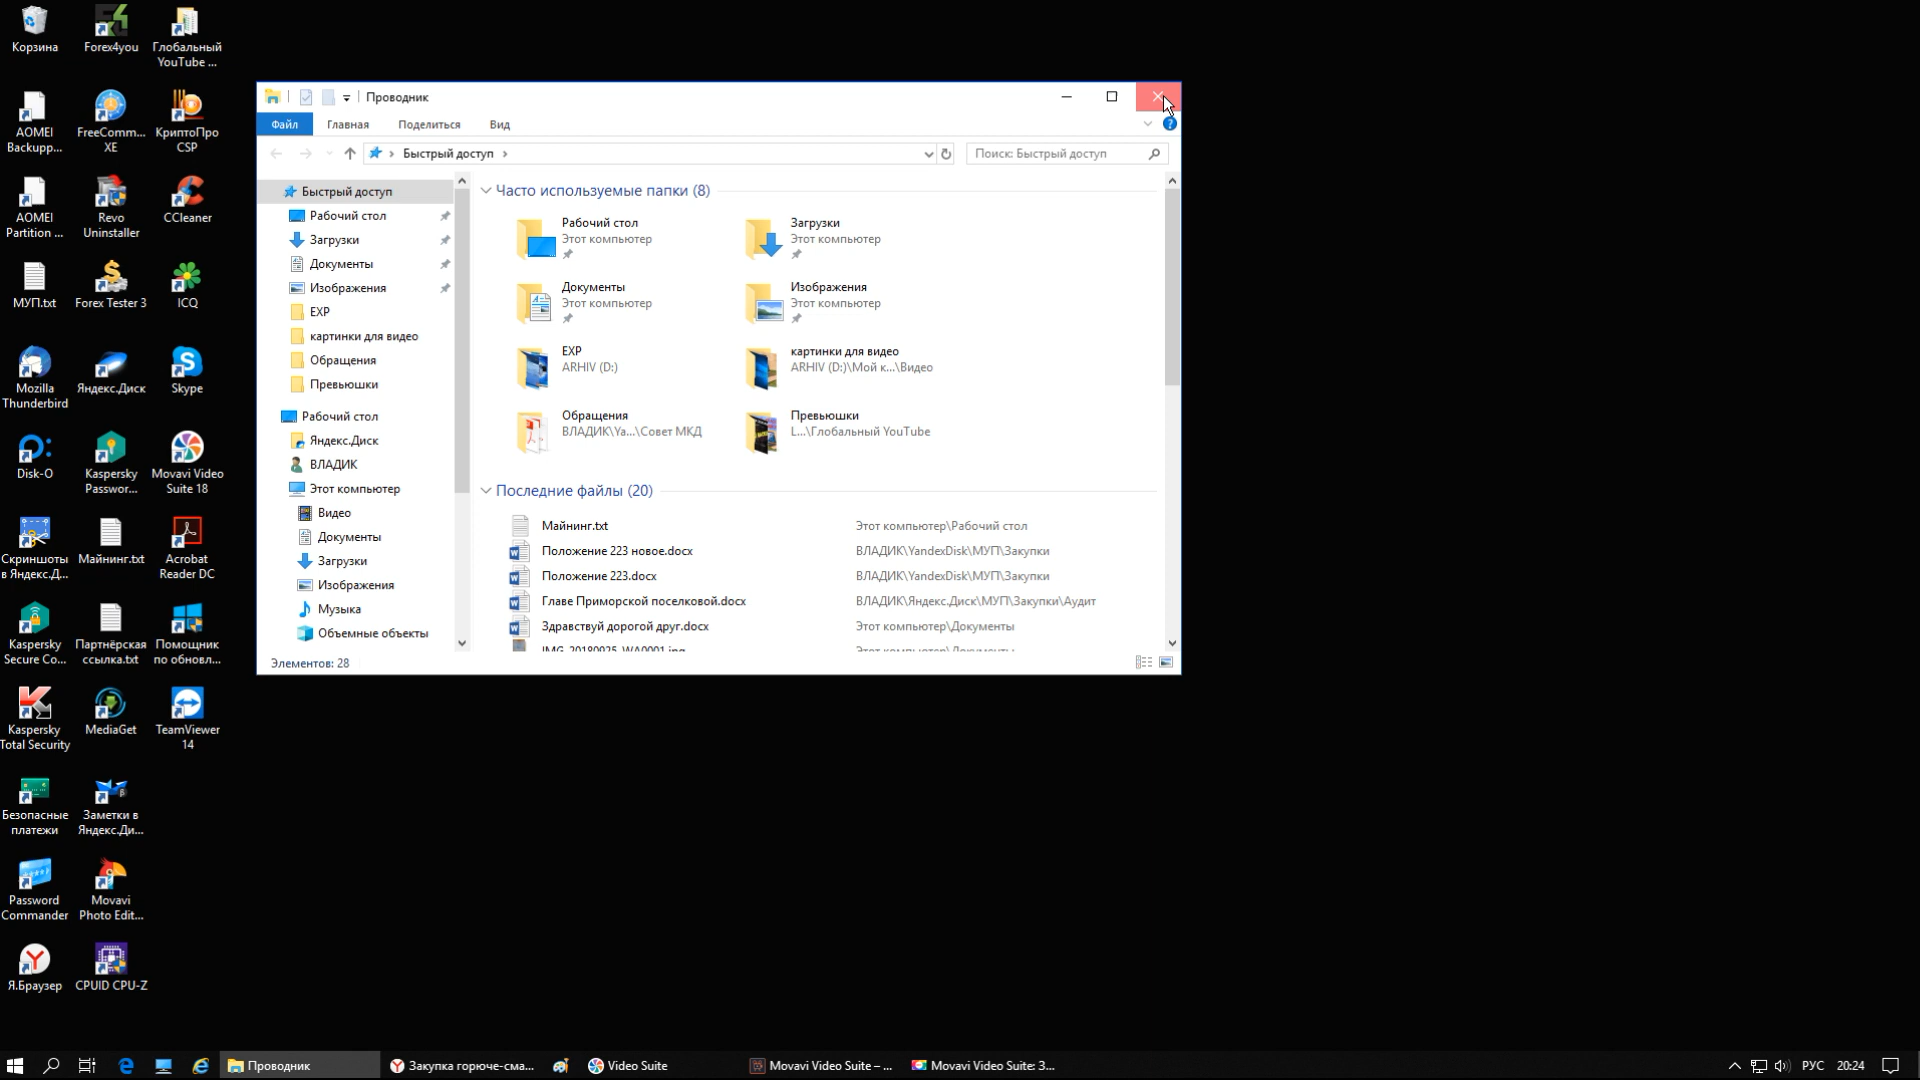 Корзина
Forex4you
Глобальный
YouTube ...
AOMEI
Backupp...
FreeComm...
XE
КриптоПро
CSP
AOMEI
Partition ...
Revo
Uninstaller
CCleaner
МУП.txt
Forex Tester 3
ICQ
Mozilla
Thunderbird
Яндекс.Диск
Skype
Disk-O
Kaspersky
Passwor...
Movavi Video
Suite 18
Скриншоты
в Яндекс.Д...
Майнинг.txt
Acrobat
Reader DC
Kaspersky
Secure Co...
Партнёрская
ссылка.txt
Помощник
по обновл...
Kaspersky
Total Security
MediaGet
TeamViewer
14
Безопасные
платежи
Заметки в
Яндекс.Ди...
Password
Commander
Movavi
Photo Edit...
Я.Браузер
CPUID CPU-Z
Проводник
Файл
Главная
Поделиться
Вид
Быстрый доступ
Поиск: Быстрый доступ
Быстрый доступ
Рабочий стол
Загрузки
Документы
Изображения
EXP
картинки для видео
Обращения
Превьюшки
Рабочий стол
Яндекс.Диск
ВЛАДИК
Этот компьютер
Видео
Документы
Загрузки
Изображения
Музыка
Объемные объекты
Часто используемые папки (8)
Рабочий стол
Этот компьютер
Загрузки
Этот компьютер
Документы
Этот компьютер
Изображения
Этот компьютер
EXP
ARHIV (D:)
картинки для видео
ARHIV (D:)\Мой к...\Видео
Обращения
ВЛАДИК\Ya...\Совет МКД
Превьюшки
L...\Глобальный YouTube
Последние файлы (20)
Майнинг.txt Этот компьютер\Рабочий стол
Положение 223 новое.docx ВЛАДИК\YandexDisk\МУП\Закупки
Положение 223.docx ВЛАДИК\YandexDisk\МУП\Закупки
Главе Приморской поселковой.docx ВЛАДИК\Яндекс.Диск\МУП\Закупки\Аудит
Здравствуй дорогой друг.docx Этот компьютер\Документы
IMG-20180925-WA0001.jpg Этот компьютер\Документы
Элементов: 28
Проводник
Закупка горюче-сма...
Video Suite
Movavi Video Suite – ...
Movavi Video Suite: З...
РУС
20:24